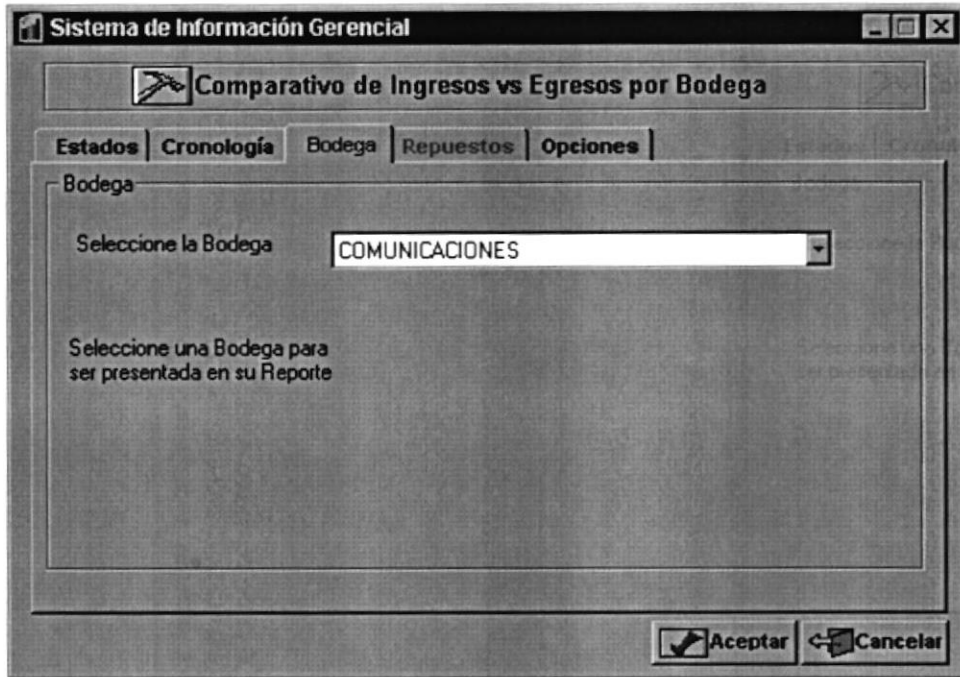 Sistema de Información Gerencial
Comparativo de Ingresos vs Egresos por Bodega
Estados Cronología Bodega Repuestos Opciones
Bodega
Seleccione la Bodega COMUNICACIONES
Seleccione una Bodega para
ser presentada en su Reporte
Aceptar Cancelar